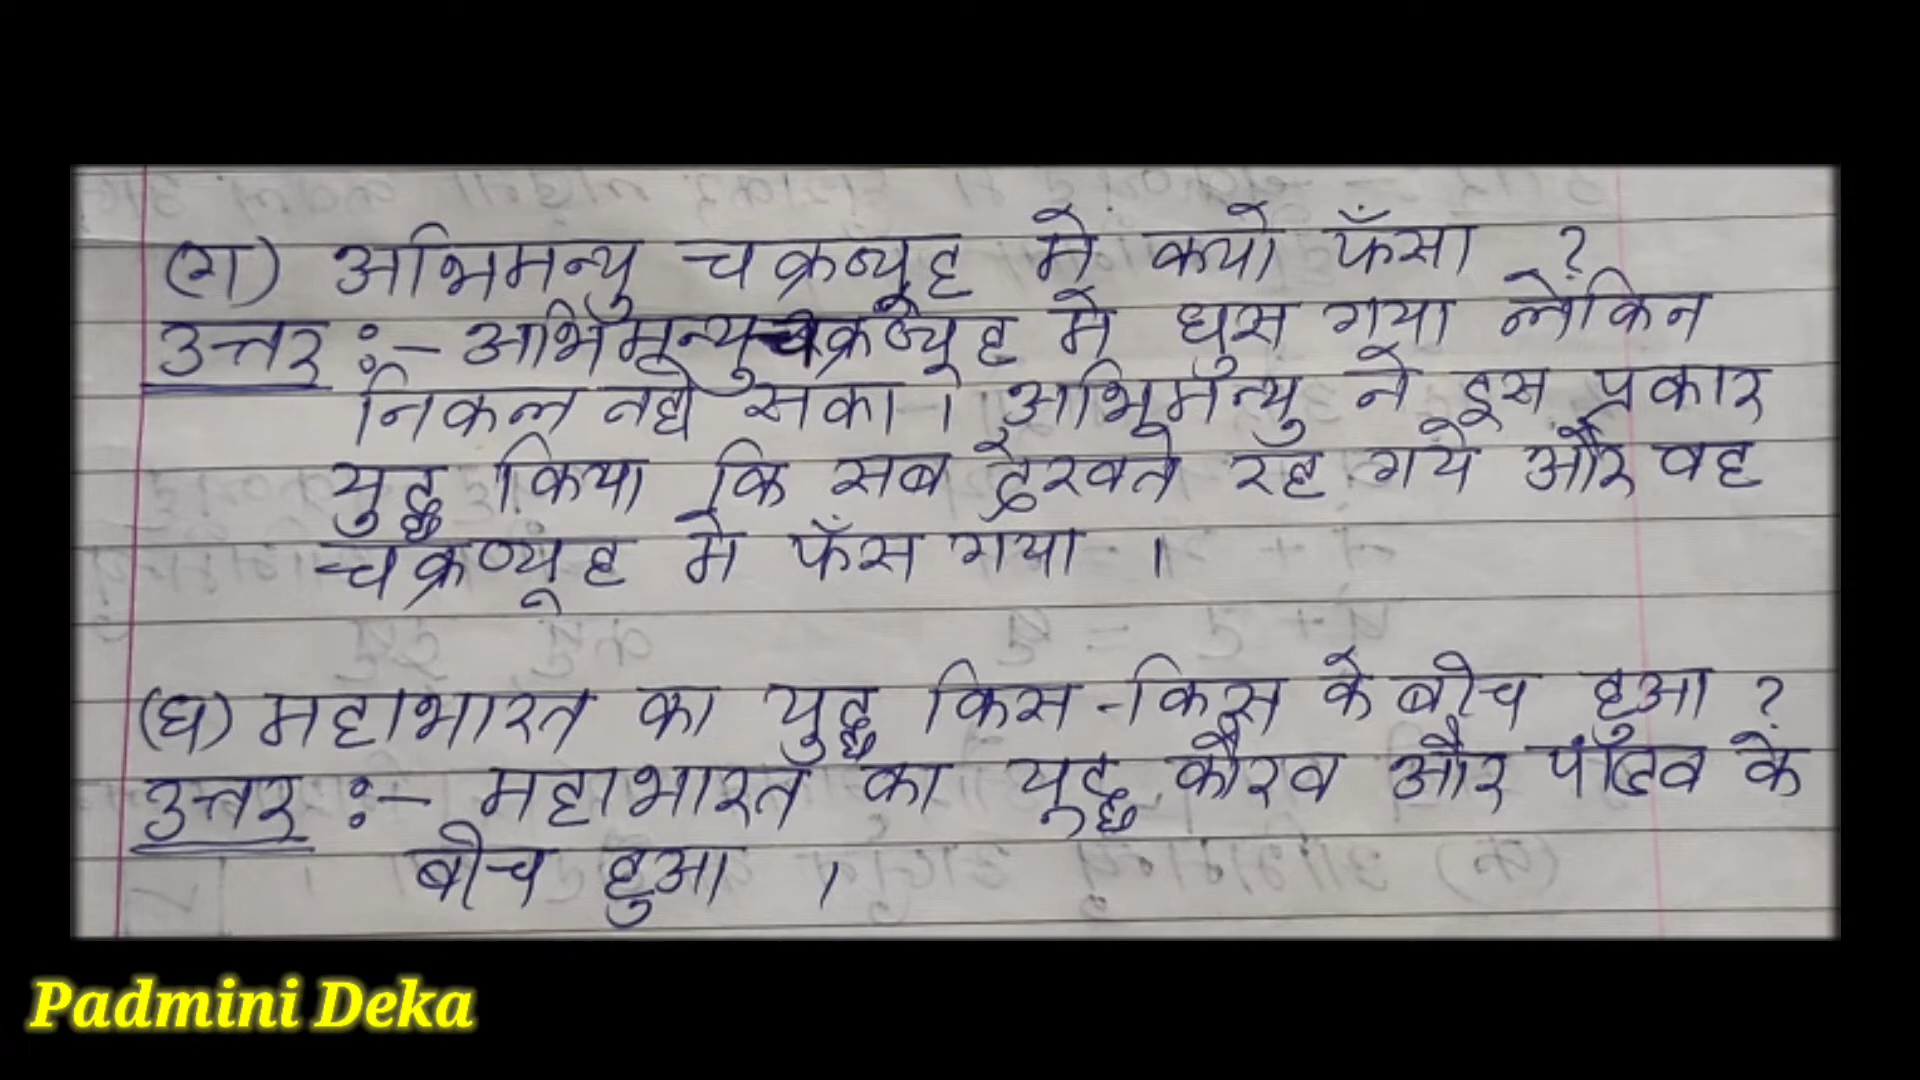 (ग) अभिमन्यु चक्रव्यूह मे क्यो फँसा ?
उत्तर :- अभिमन्यु चक्रव्यूह मे घुस गया लेकिन
निकल नही सका । अभिमन्यु ने इस प्रकार
युद्ध किया कि सब देखते रह गये और वह
चक्रव्यूह मे फँस गया ।
(घ) महाभारत का युद्ध किस-किस के बीच हुआ ?
उत्तर :- महाभारत का युद्ध कौरव और पांडव के
बीच हुआ ।
Padmini Deka